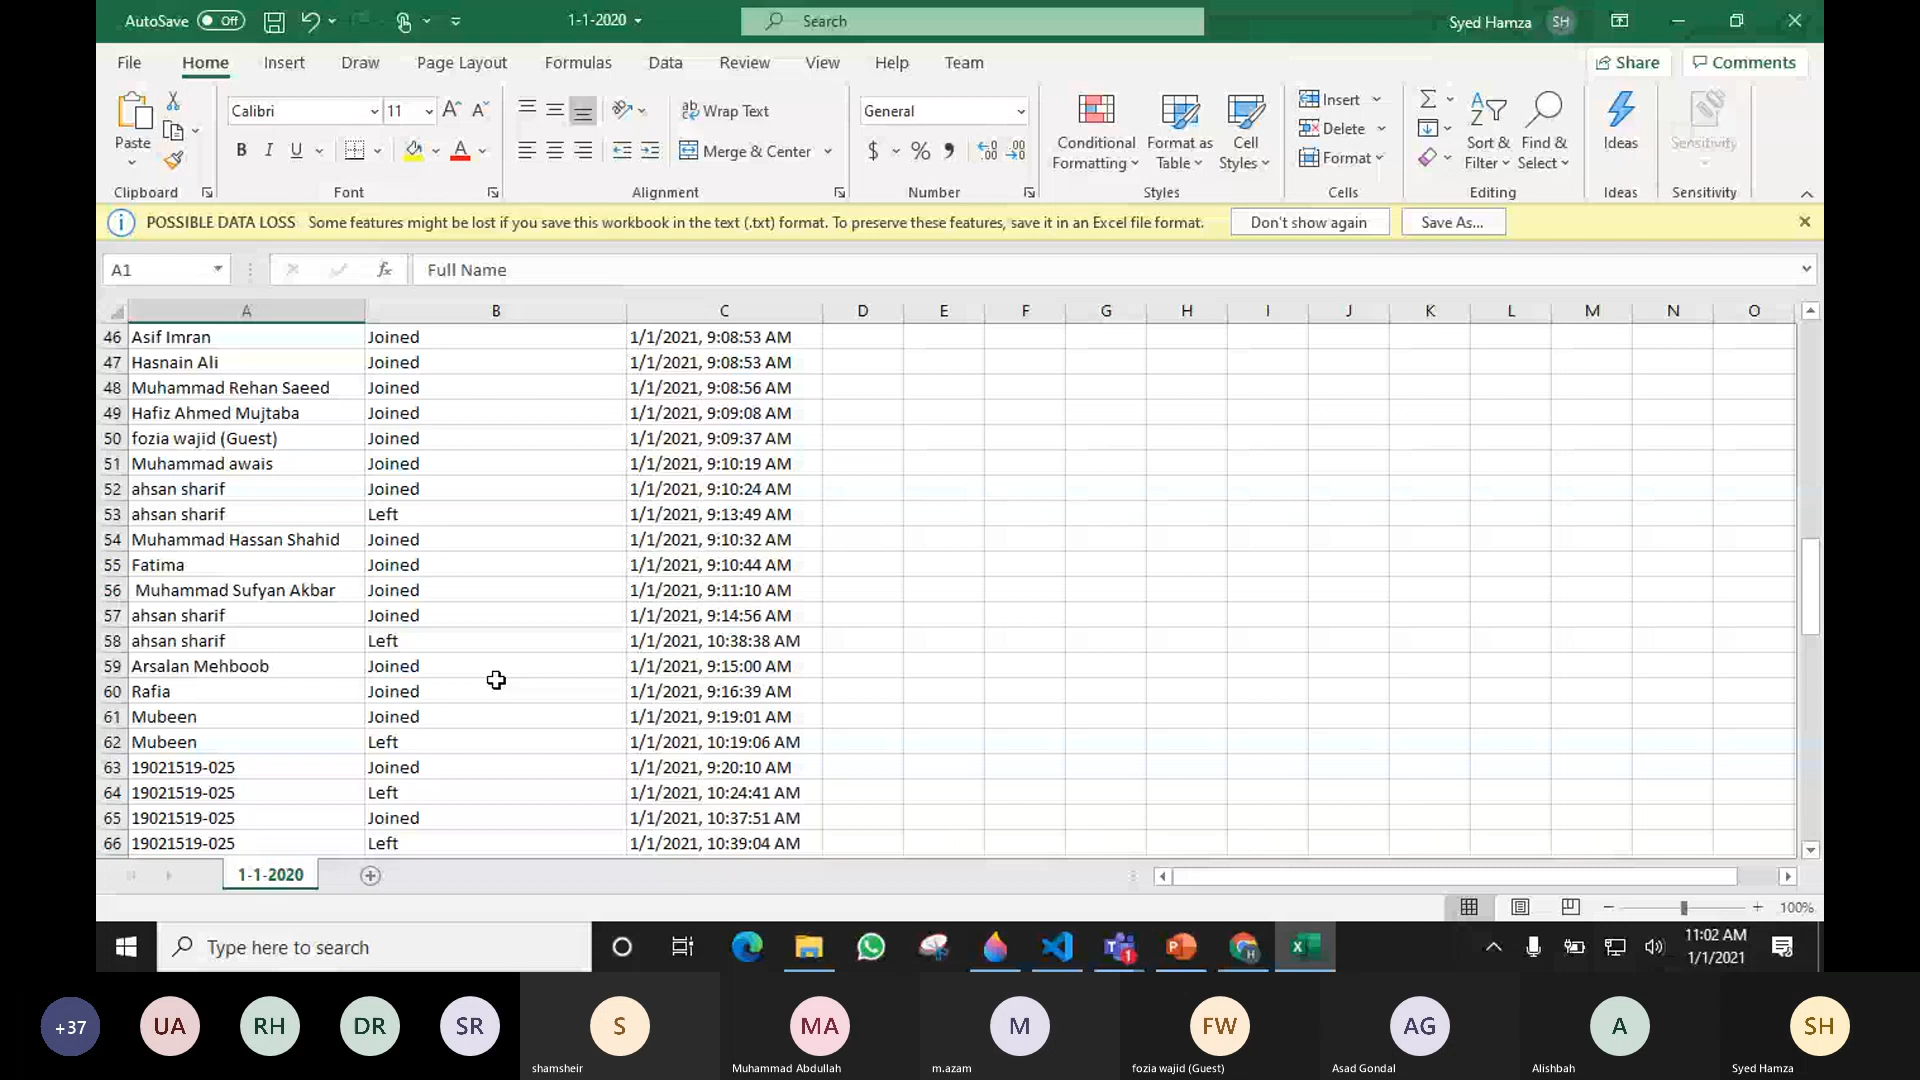 AutoSave Off 1-1-2020 Search Syed Hamza SH
File Home Insert Draw Page Layout Formulas Data Review View Help Team Share Comments
Calibri 11 Wrap Text General Insert
Paste Merge & Center Conditional Formatting Format as Table Cell Styles Delete Format Sort & Filter Find & Select Ideas Sensitivity
Clipboard Font Alignment Number Styles Cells Editing Ideas Sensitivity
POSSIBLE DATA LOSS Some features might be lost if you save this workbook in the text (.txt) format. To preserve these features, save it in an Excel file format. Don't show again Save As...
A1 fx Full Name
A B C D E F G H I J K L M N O
46 Asif Imran Joined 1/1/2021, 9:08:53 AM
47 Hasnain Ali Joined 1/1/2021, 9:08:53 AM
48 Muhammad Rehan Saeed Joined 1/1/2021, 9:08:56 AM
49 Hafiz Ahmed Mujtaba Joined 1/1/2021, 9:09:08 AM
50 fozia wajid (Guest) Joined 1/1/2021, 9:09:37 AM
51 Muhammad awais Joined 1/1/2021, 9:10:19 AM
52 ahsan sharif Joined 1/1/2021, 9:10:24 AM
53 ahsan sharif Left 1/1/2021, 9:13:49 AM
54 Muhammad Hassan Shahid Joined 1/1/2021, 9:10:32 AM
55 Fatima Joined 1/1/2021, 9:10:44 AM
56 Muhammad Sufyan Akbar Joined 1/1/2021, 9:11:10 AM
57 ahsan sharif Joined 1/1/2021, 9:14:56 AM
58 ahsan sharif Left 1/1/2021, 10:38:38 AM
59 Arsalan Mehboob Joined 1/1/2021, 9:15:00 AM
60 Rafia Joined 1/1/2021, 9:16:39 AM
61 Mubeen Joined 1/1/2021, 9:19:01 AM
62 Mubeen Left 1/1/2021, 10:19:06 AM
63 19021519-025 Joined 1/1/2021, 9:20:10 AM
64 19021519-025 Left 1/1/2021, 10:24:41 AM
65 19021519-025 Joined 1/1/2021, 10:37:51 AM
66 19021519-025 Left 1/1/2021, 10:39:04 AM
1-1-2020
100%
Type here to search 11:02 AM
1/1/2021
+37 UA RH DR SR S MA M FW AG A SH
shamsheir Muhammad Abdullah m.azam fozia wajid (Guest) Asad Gondal Alishbah Syed Hamza